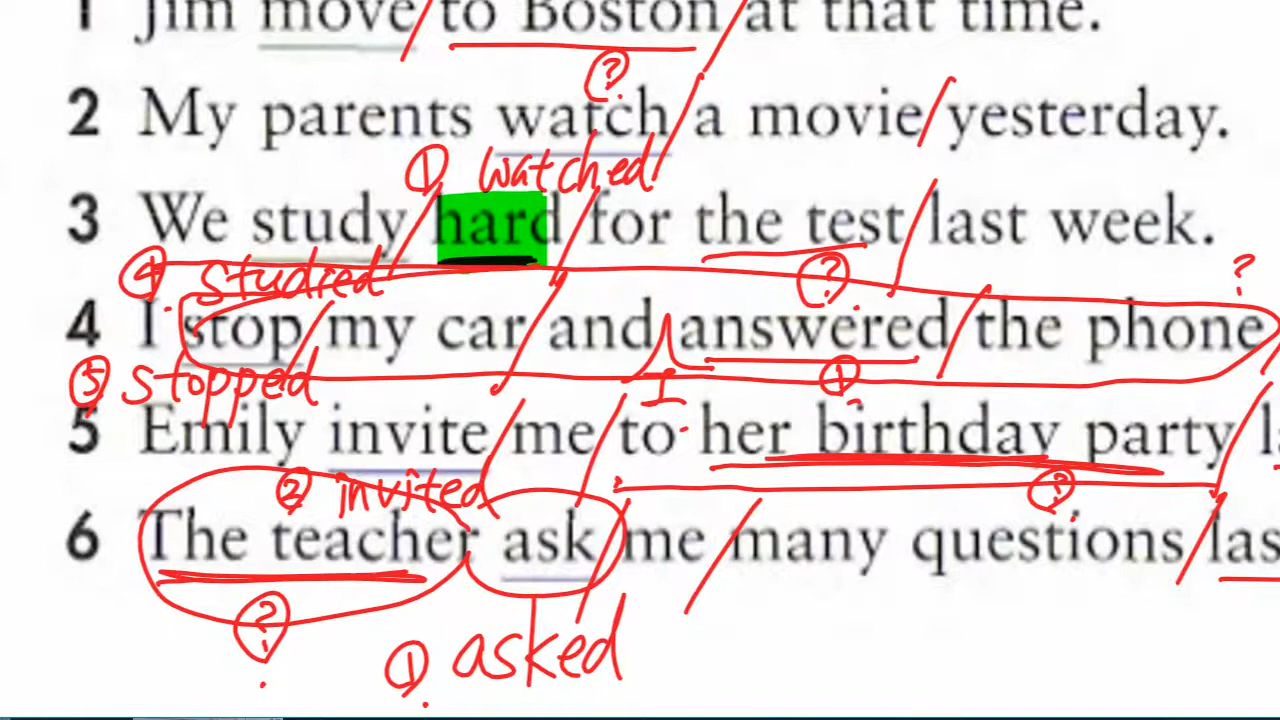 1 Jim move to Boston at that time.
?
2 My parents watch a movie yesterday.
① watched
3 We study hard for the test last week.
④ studied ? ?
4 I stop my car and answered the phone
⑤ stopped I ①
5 Emily invite me to her birthday party
② invited ?
6 The teacher ask me many questions las
?
① asked